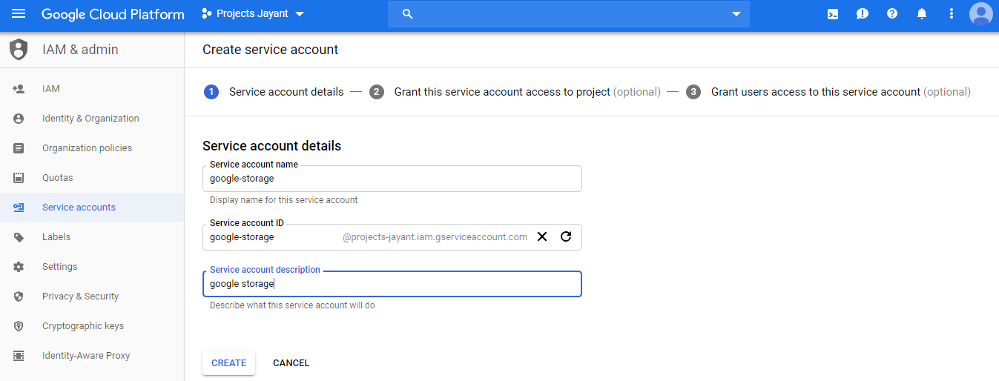 Google Cloud Platform Projects Jayant
IAM & admin
Create service account
1 Service account details — 2 Grant this service account access to project (optional) — 3 Grant users access to this service account (optional)
IAM
Identity & Organization
Organization policies
Quotas
Service accounts
Labels
Settings
Privacy & Security
Cryptographic keys
Identity-Aware Proxy
Service account details
Service account name
google-storage
Display name for this service account
Service account ID
google-storage @projects-jayant.iam.gserviceaccount.com
Service account description
google storage
Describe what this service account will do
CREATE CANCEL